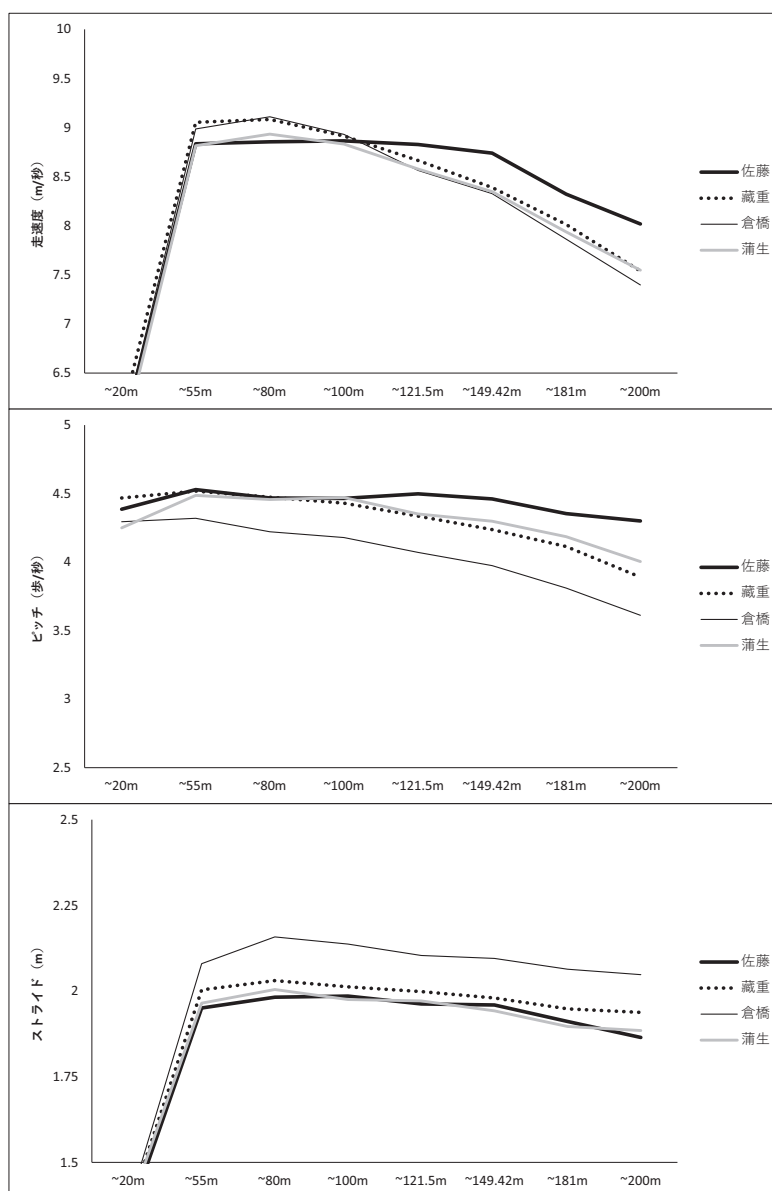 10
9.5
9
8.5
8
7.5
7
6.5
走速度（m/秒）
~20m ~55m ~80m ~100m ~121.5m ~149.42m ~181m ~200m
佐藤
藏重
倉橋
蒲生
5
4.5
4
3.5
3
2.5
ピッチ（歩/秒）
~20m ~55m ~80m ~100m ~121.5m ~149.42m ~181m ~200m
佐藤
藏重
倉橋
蒲生
2.5
2.25
2
1.75
1.5
ストライド（m）
~20m ~55m ~80m ~100m ~121.5m ~149.42m ~181m ~200m
佐藤
藏重
倉橋
蒲生